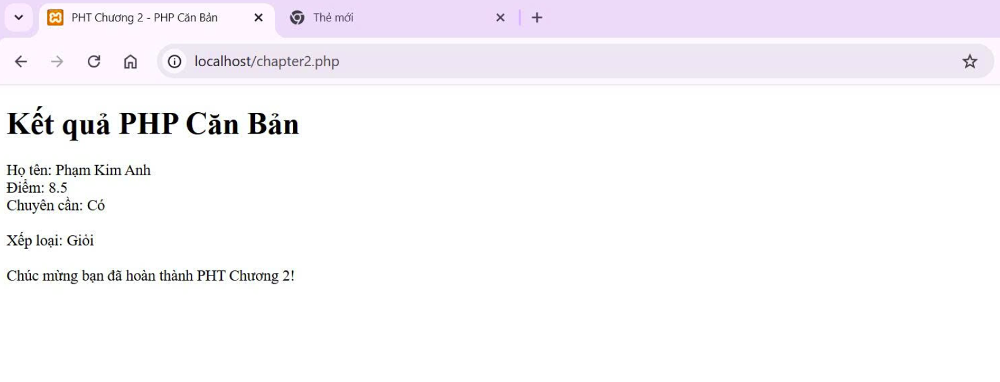 PHT Chương 2 - PHP Căn Bản
Thẻ mới
localhost/chapter2.php
Kết quả PHP Căn Bản
Họ tên: Phạm Kim Anh
Điểm: 8.5
Chuyên cần: Có
Xếp loại: Giỏi
Chúc mừng bạn đã hoàn thành PHT Chương 2!